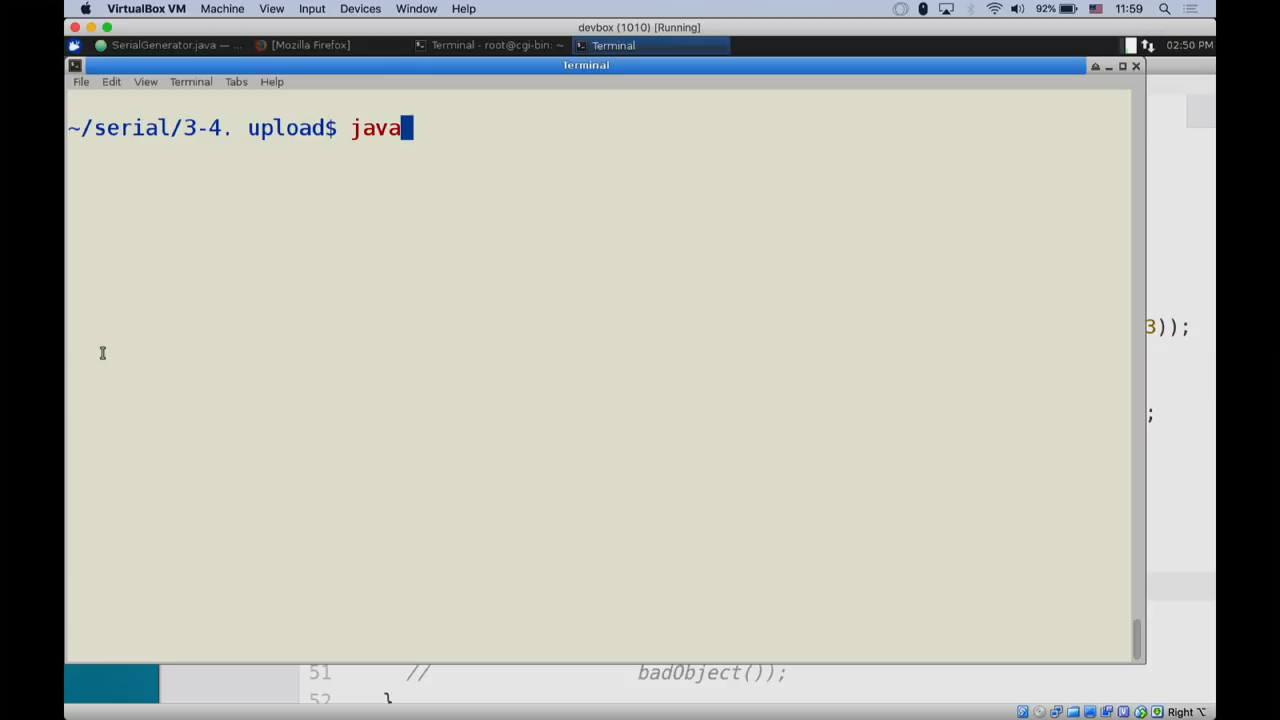 VirtualBox VM Machine View Input Devices Window Help 92% 11:59
devbox (1010) [Running]
SerialGenerator.java — ... [Mozilla Firefox] Terminal - root@cgi-bin: ~ Terminal 02:50 PM
Terminal
File Edit View Terminal Tabs Help
~/serial/3-4. upload$ java
3));
;
51 // badObject());
52 }
Right ⌥